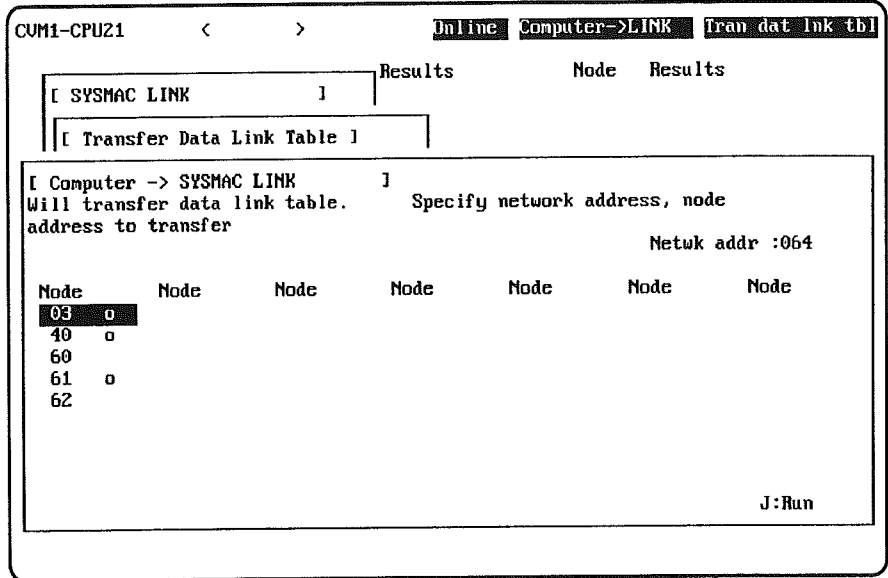 CVM1-CPU21 < > Online Computer->LINK Tran dat lnk tbl
Results Node Results
[ SYSMAC LINK ]
[ Transfer Data Link Table ]
[ Computer -> SYSMAC LINK ]
Will transfer data link table. Specify network address, node
address to transfer
Netwk addr :064
Node Node Node Node Node Node Node
03 o
40 o
60
61 o
62
J:Run